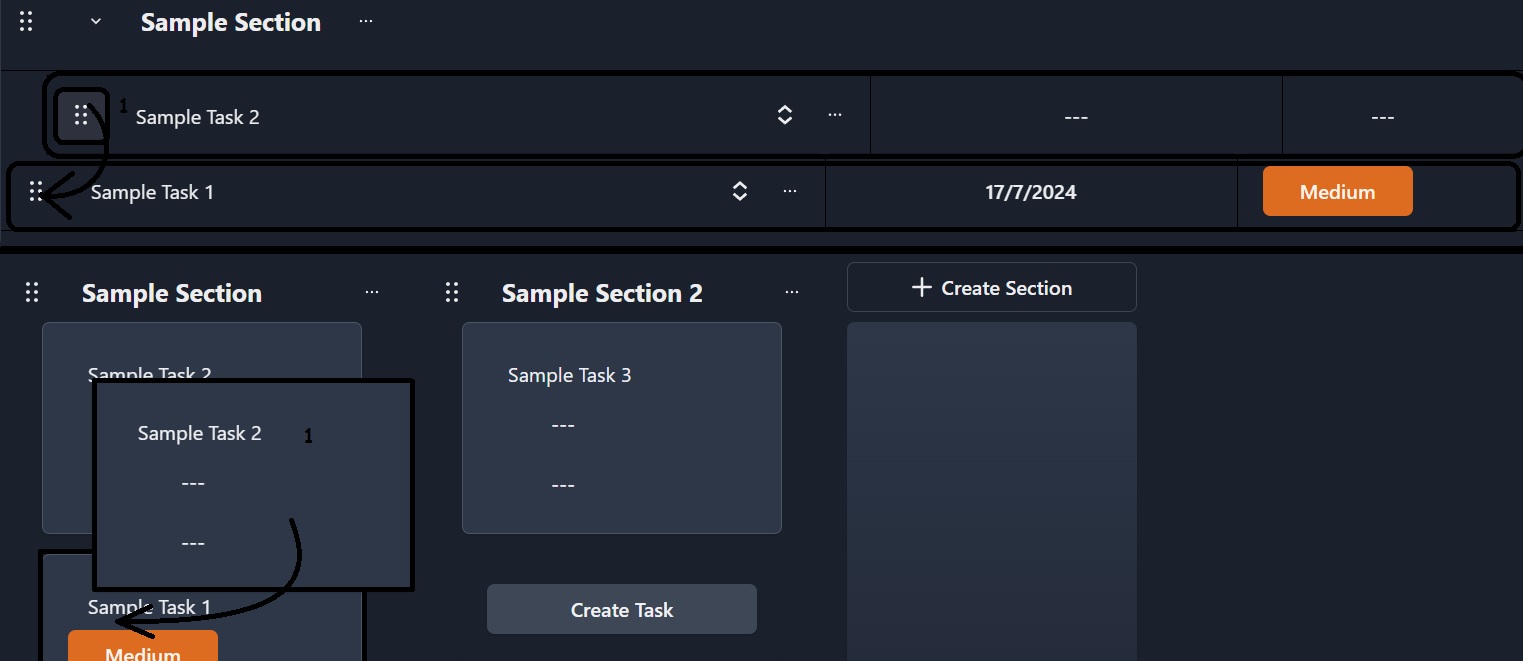 Sample Section ...
1
Sample Task 2 ... --- ---
Sample Task 1 ... 17/7/2024 Medium
Sample Section ... Sample Section 2 ... + Create Section
Sample Task 2
Sample Task 3
---
---
Sample Task 2 1
---
---
Sample Task 1
Medium
Create Task